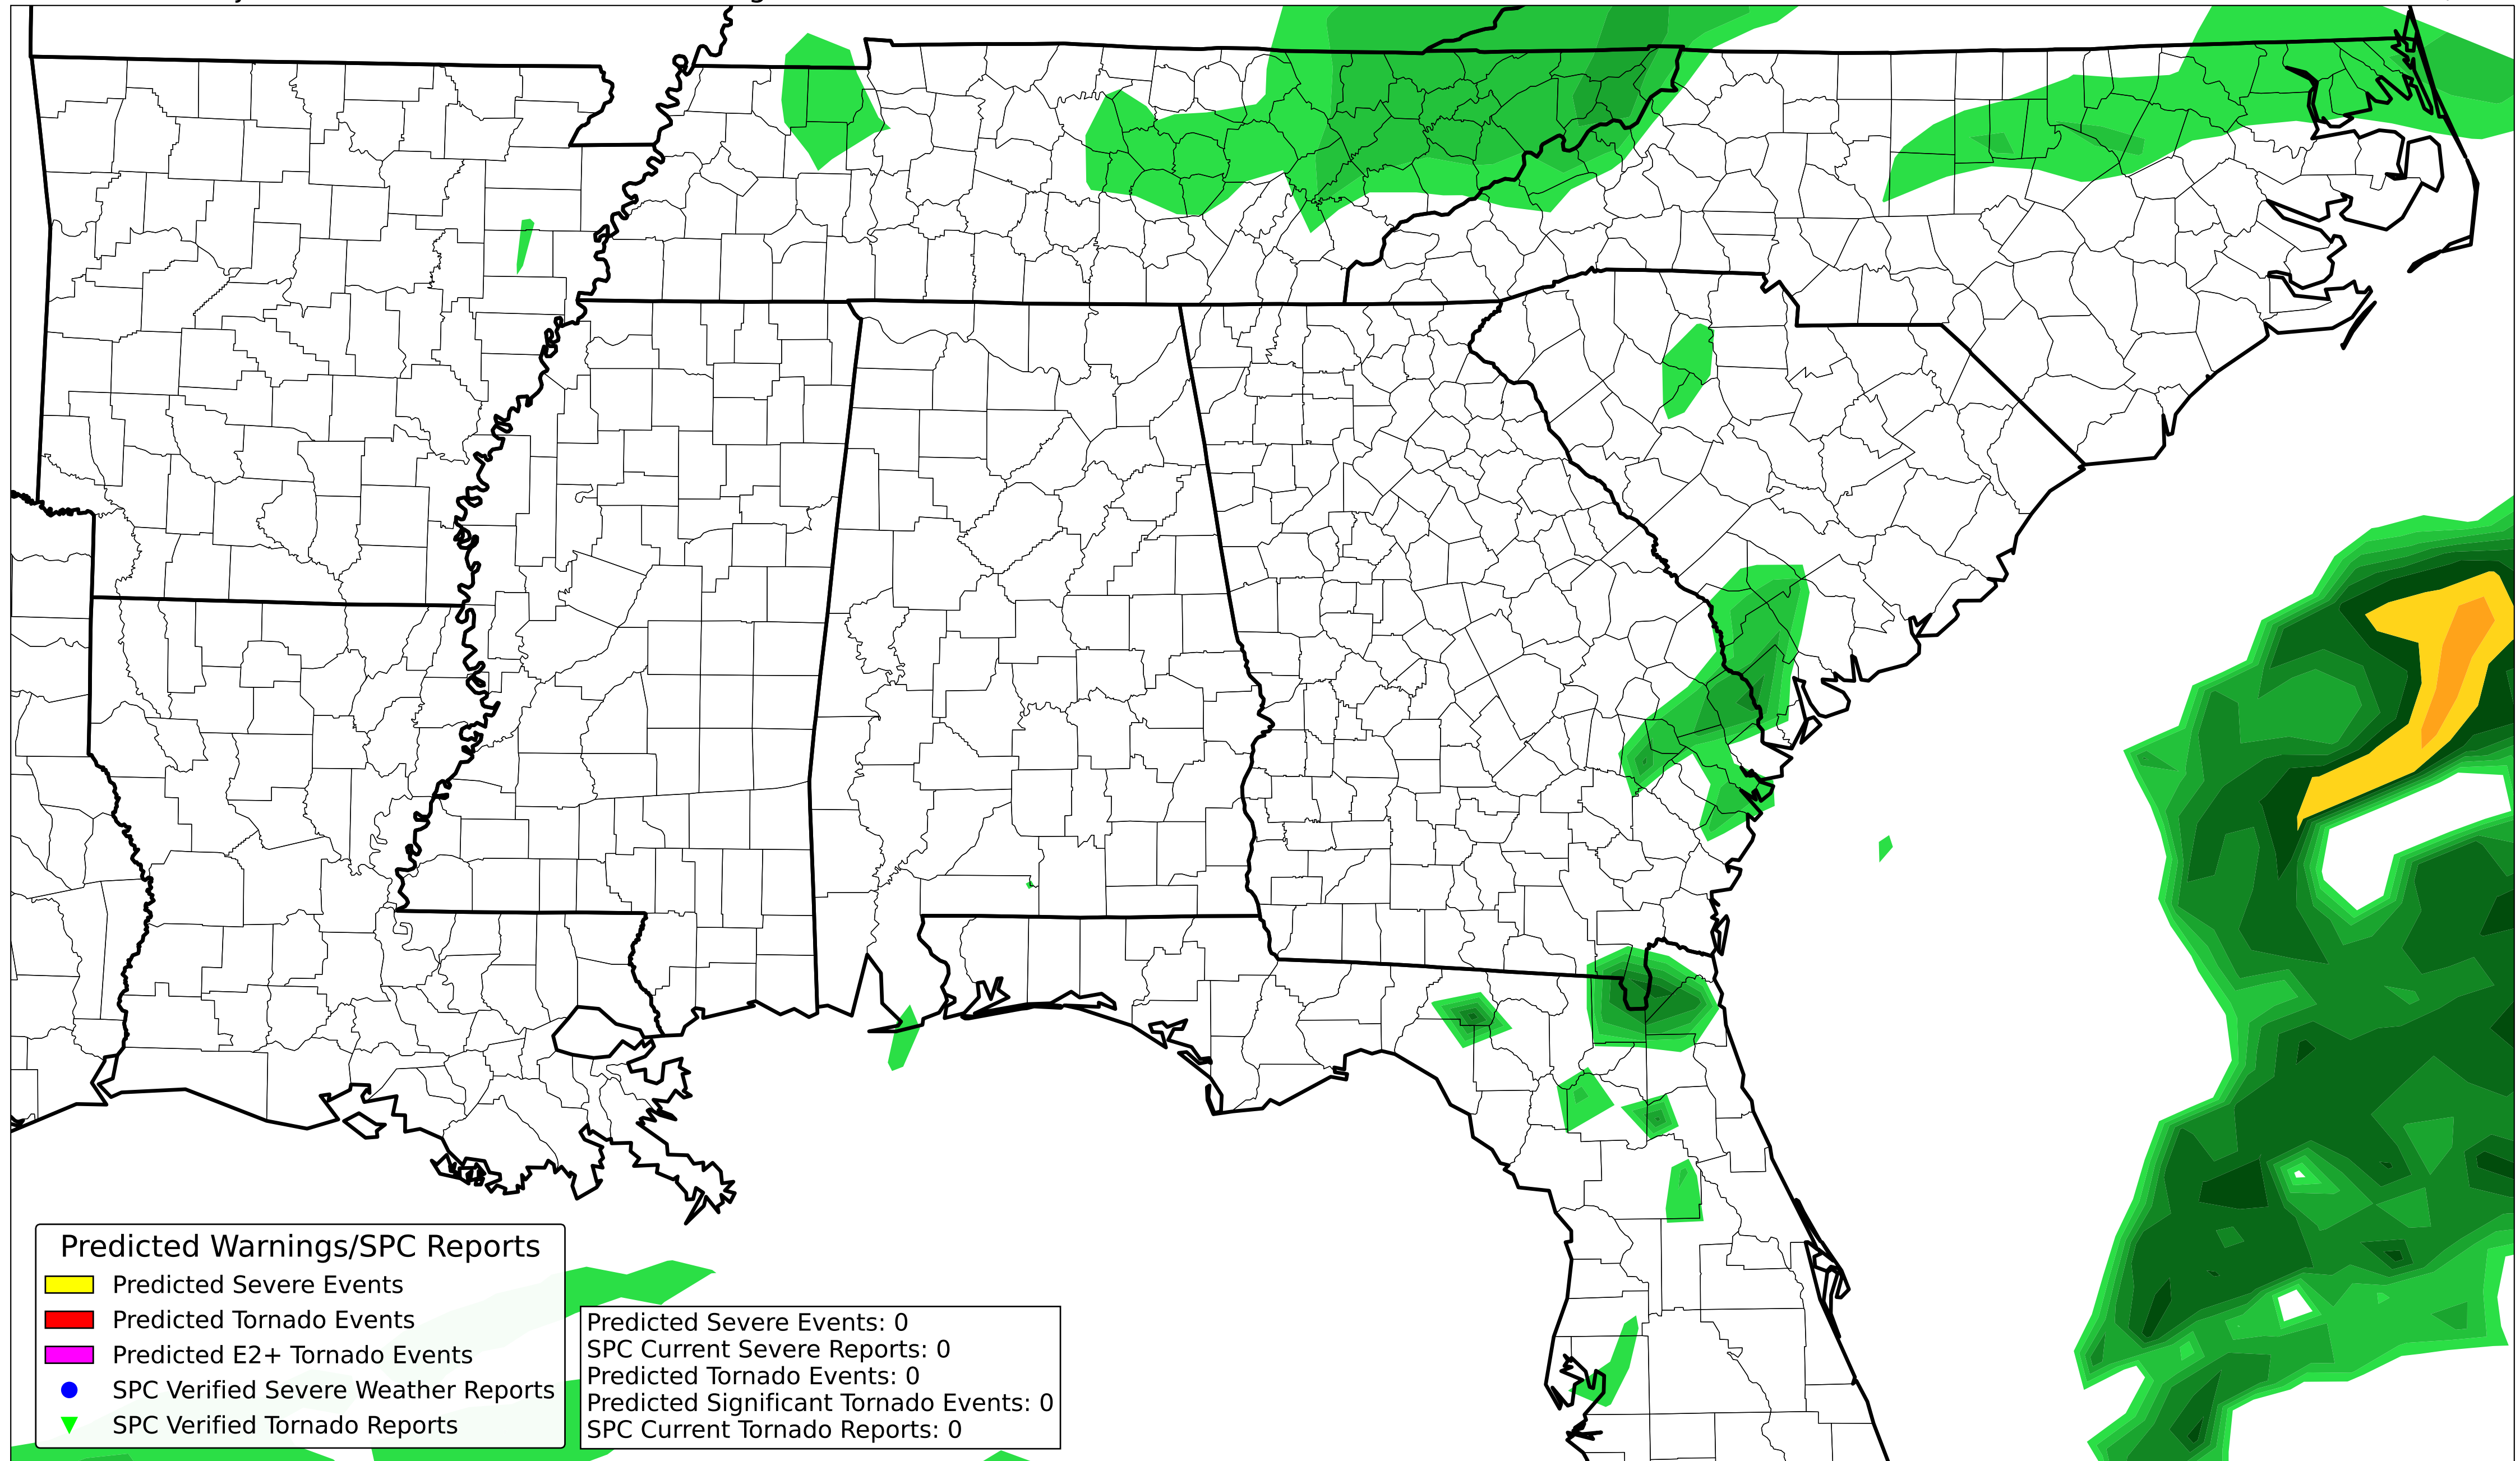 Predicted Warnings/SPC Reports
Predicted Severe Events
Predicted Tornado Events
Predicted E2+ Tornado Events
SPC Verified Severe Weather Reports
SPC Verified Tornado Reports
Predicted Severe Events: 0
SPC Current Severe Reports: 0
Predicted Tornado Events: 0
Predicted Significant Tornado Events: 0
SPC Current Tornado Reports: 0